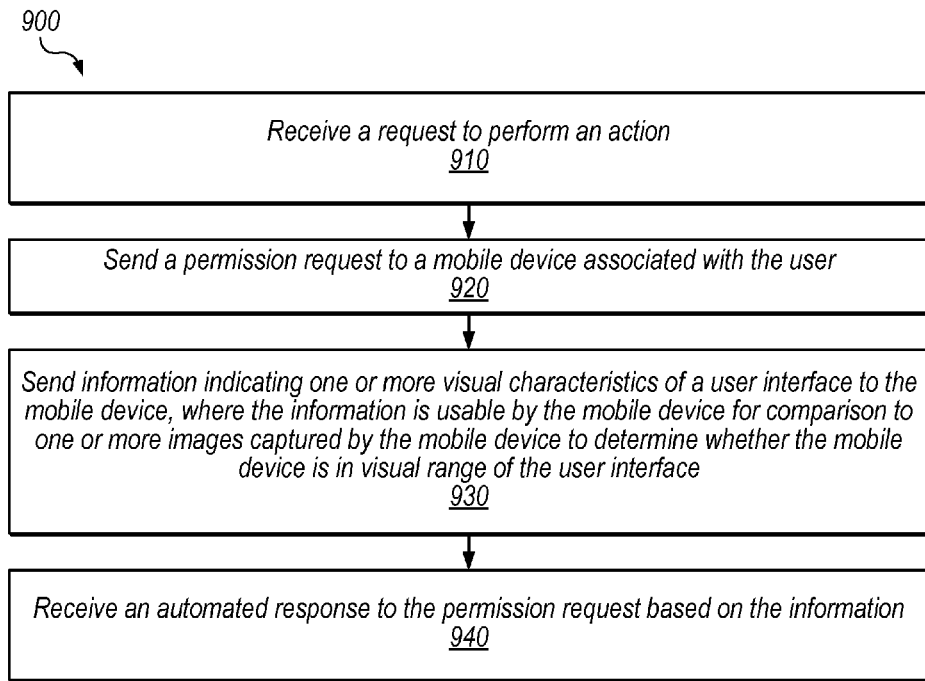 900
Receive a request to perform an action
910
Send a permission request to a mobile device associated with the user
920
Send information indicating one or more visual characteristics of a user interface to the
mobile device, where the information is usable by the mobile device for comparison to
one or more images captured by the mobile device to determine whether the mobile
device is in visual range of the user interface
930
Receive an automated response to the permission request based on the information
940